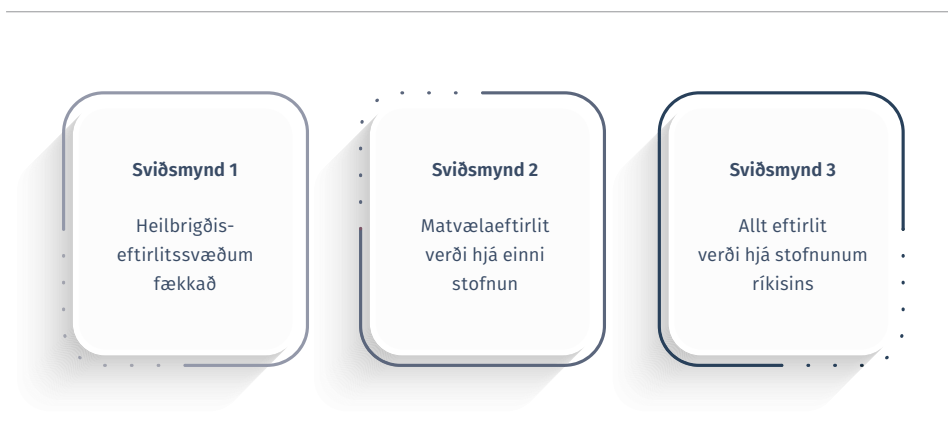 Sviðsmynd 1
Heilbrigðis-
eftirlitssvæðum
fækkað
Sviðsmynd 2
Matvælaeftirlit
verði hjá einni
stofnun
Sviðsmynd 3
Allt eftirlit
verði hjá stofnunum
ríkisins